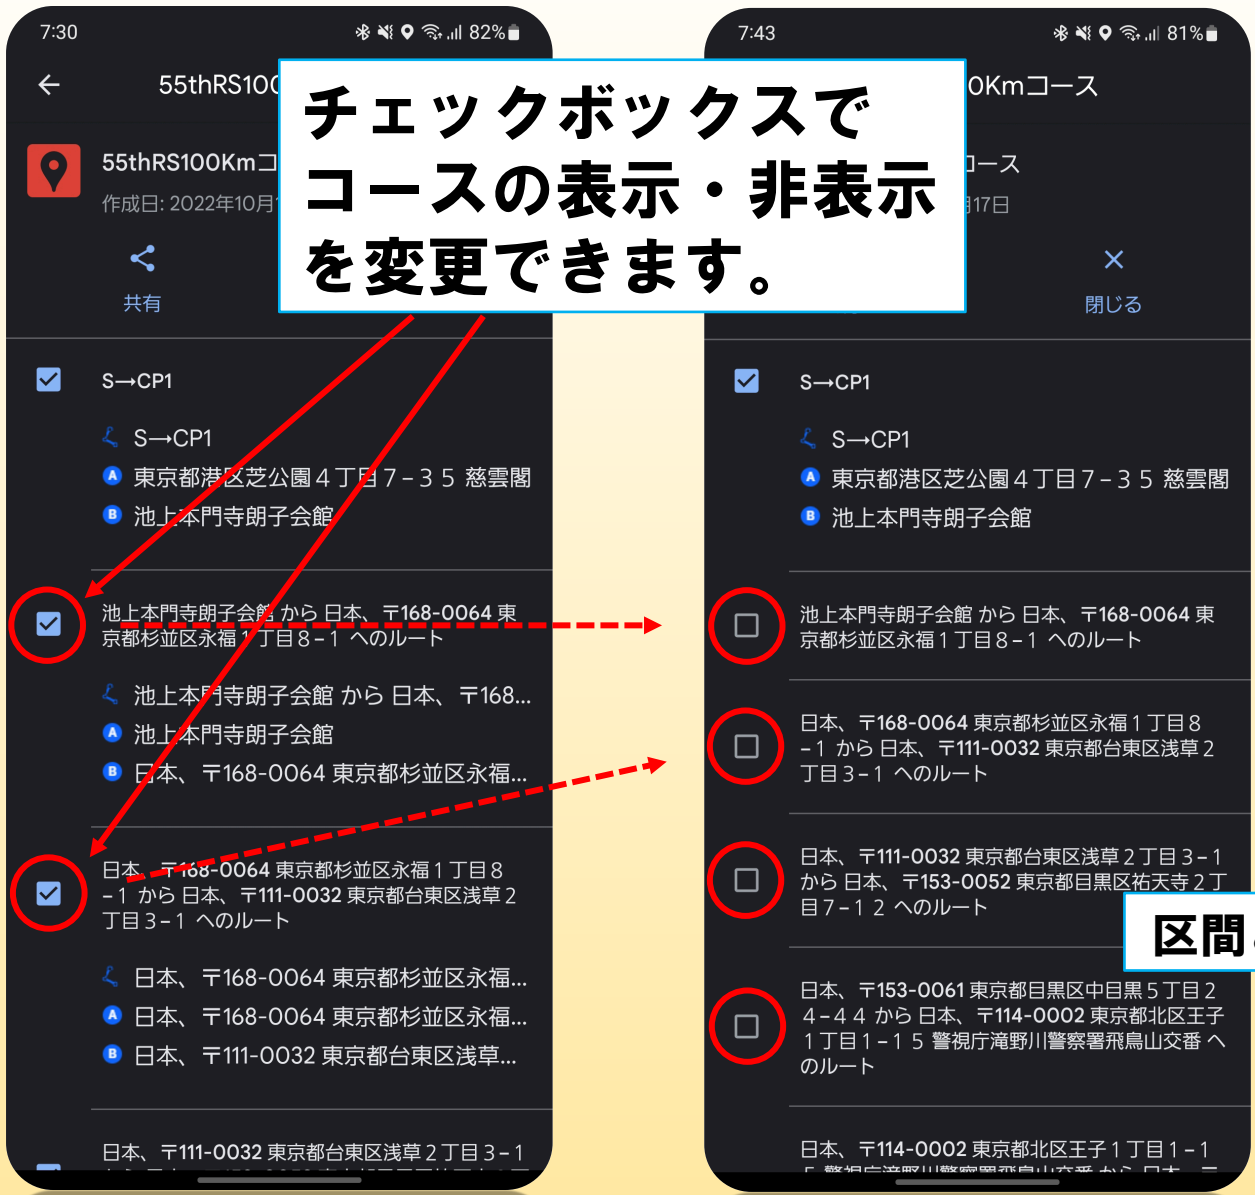 7:30
82%
55thRS100
55thRS100Kmコ
作成日: 2022年10月
共有
チェックボックスで
コースの表示・非表示
を変更できます。
S→CP1
S→CP1
A 東京都港区芝公園4丁目7−35 慈雲閣
B 池上本門寺朗子会館
池上本門寺朗子会館 から 日本、〒168-0064 東
京都杉並区永福1丁目8−1 へのルート
池上本門寺朗子会館 から 日本、〒168...
A 池上本門寺朗子会館
B 日本、〒168-0064 東京都杉並区永福...
日本、〒168-0064 東京都杉並区永福1丁目8
−1 から 日本、〒111-0032 東京都台東区浅草2
丁目3−1 へのルート
日本、〒168-0064 東京都杉並区永福...
A 日本、〒168-0064 東京都杉並区永福...
B 日本、〒111-0032 東京都台東区浅草...
日本、〒111-0032 東京都台東区浅草2丁目3−1
7:43
81%
0Kmコース
コース
月17日
閉じる
S→CP1
S→CP1
A 東京都港区芝公園4丁目7−35 慈雲閣
B 池上本門寺朗子会館
池上本門寺朗子会館 から 日本、〒168-0064 東
京都杉並区永福1丁目8−1 へのルート
日本、〒168-0064 東京都杉並区永福1丁目8
−1 から 日本、〒111-0032 東京都台東区浅草2
丁目3−1 へのルート
日本、〒111-0032 東京都台東区浅草2丁目3−1
から 日本、〒153-0052 東京都目黒区祐天寺2丁
目7−12 へのルート
区間
日本、〒153-0061 東京都目黒区中目黒5丁目2
4−44 から 日本、〒114-0002 東京都北区王子
1丁目1−15 警視庁滝野川警察署飛鳥山交番 へ
のルート
日本、〒114-0002 東京都北区王子1丁目1−1